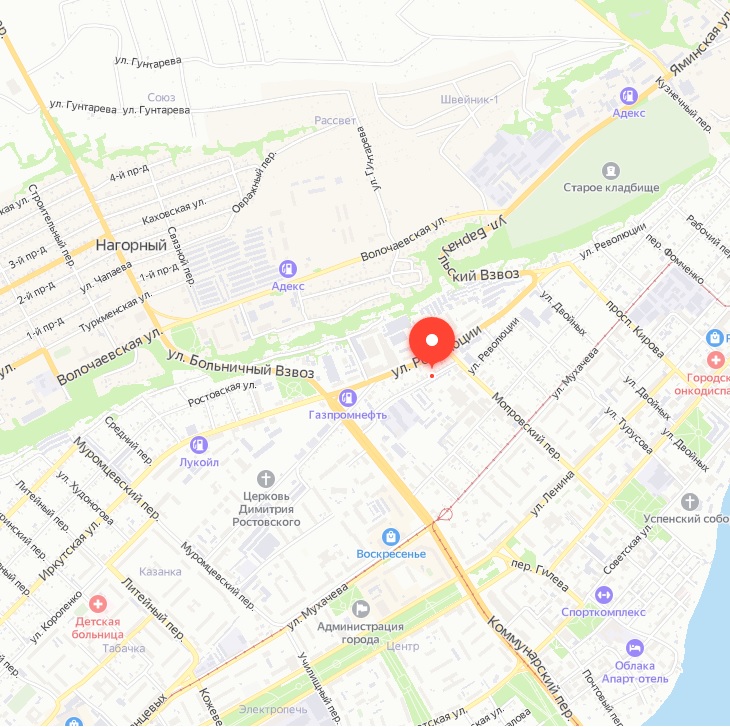 ул. Гунтарева
Яминская ул.
Союз
Швейник-1
ул. Гунтарева
ул. Гунтарева
Адекс
Кузнечный пер.
Рассвет
ул. Гунтарева
4-й пр-д
Овражный пер.
Старое кладбище
Строительный пер.
Каховская ул.
Связной пер.
Нагорный
Волочаевская ул.
ул. Барнау
льский Взвоз
ул. Революции
Рабочий пер
пер. Фомченко
3-й пр-д
ул. Чапаева
1-й пр-д
Адекс
2-й пр-д
Туркменская ул.
1-й пр-д
ул. Двойных
просп. Кирова
Волочаевская ул.
ул.
ул. Революции
ул. Революции
ул. Мухачева
ул. Больничный Взвоз
Городск
онкодиспа
Ростовская ул.
ул. Двойных
Газпромнефть
Мопровский пер.
ул. Турусова
ул. Двойных
Средний пер.
Лукойл
Муромцевский пер.
ул. Худоногова
Литейный пер.
Церковь
Димитрия
Ростовского
ул. Ленина
Успенский собо
Иркутская ул.
Воскресенье
Советская ул.
Муромцевский пер.
Казанка
пер. Гилева
Литейный пер.
ул. Мухачева
ул. Короленко
Детская
больница
Спорткомплекс
Администрация
города
Коммунарский пер.
Табачка
Центр
Облака
Апарт-отель
Училищный пер.
Почтовый пер.
Кожеве
Электропечь